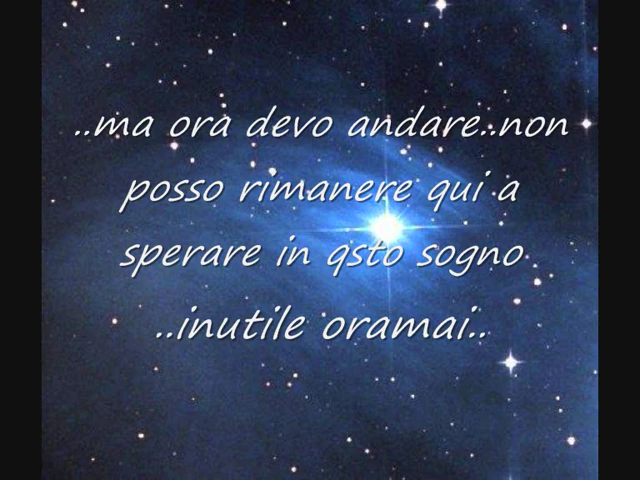 ..ma ora devo andare..non
posso rimanere qui a
sperare in qsto sogno
..inutile oramai..